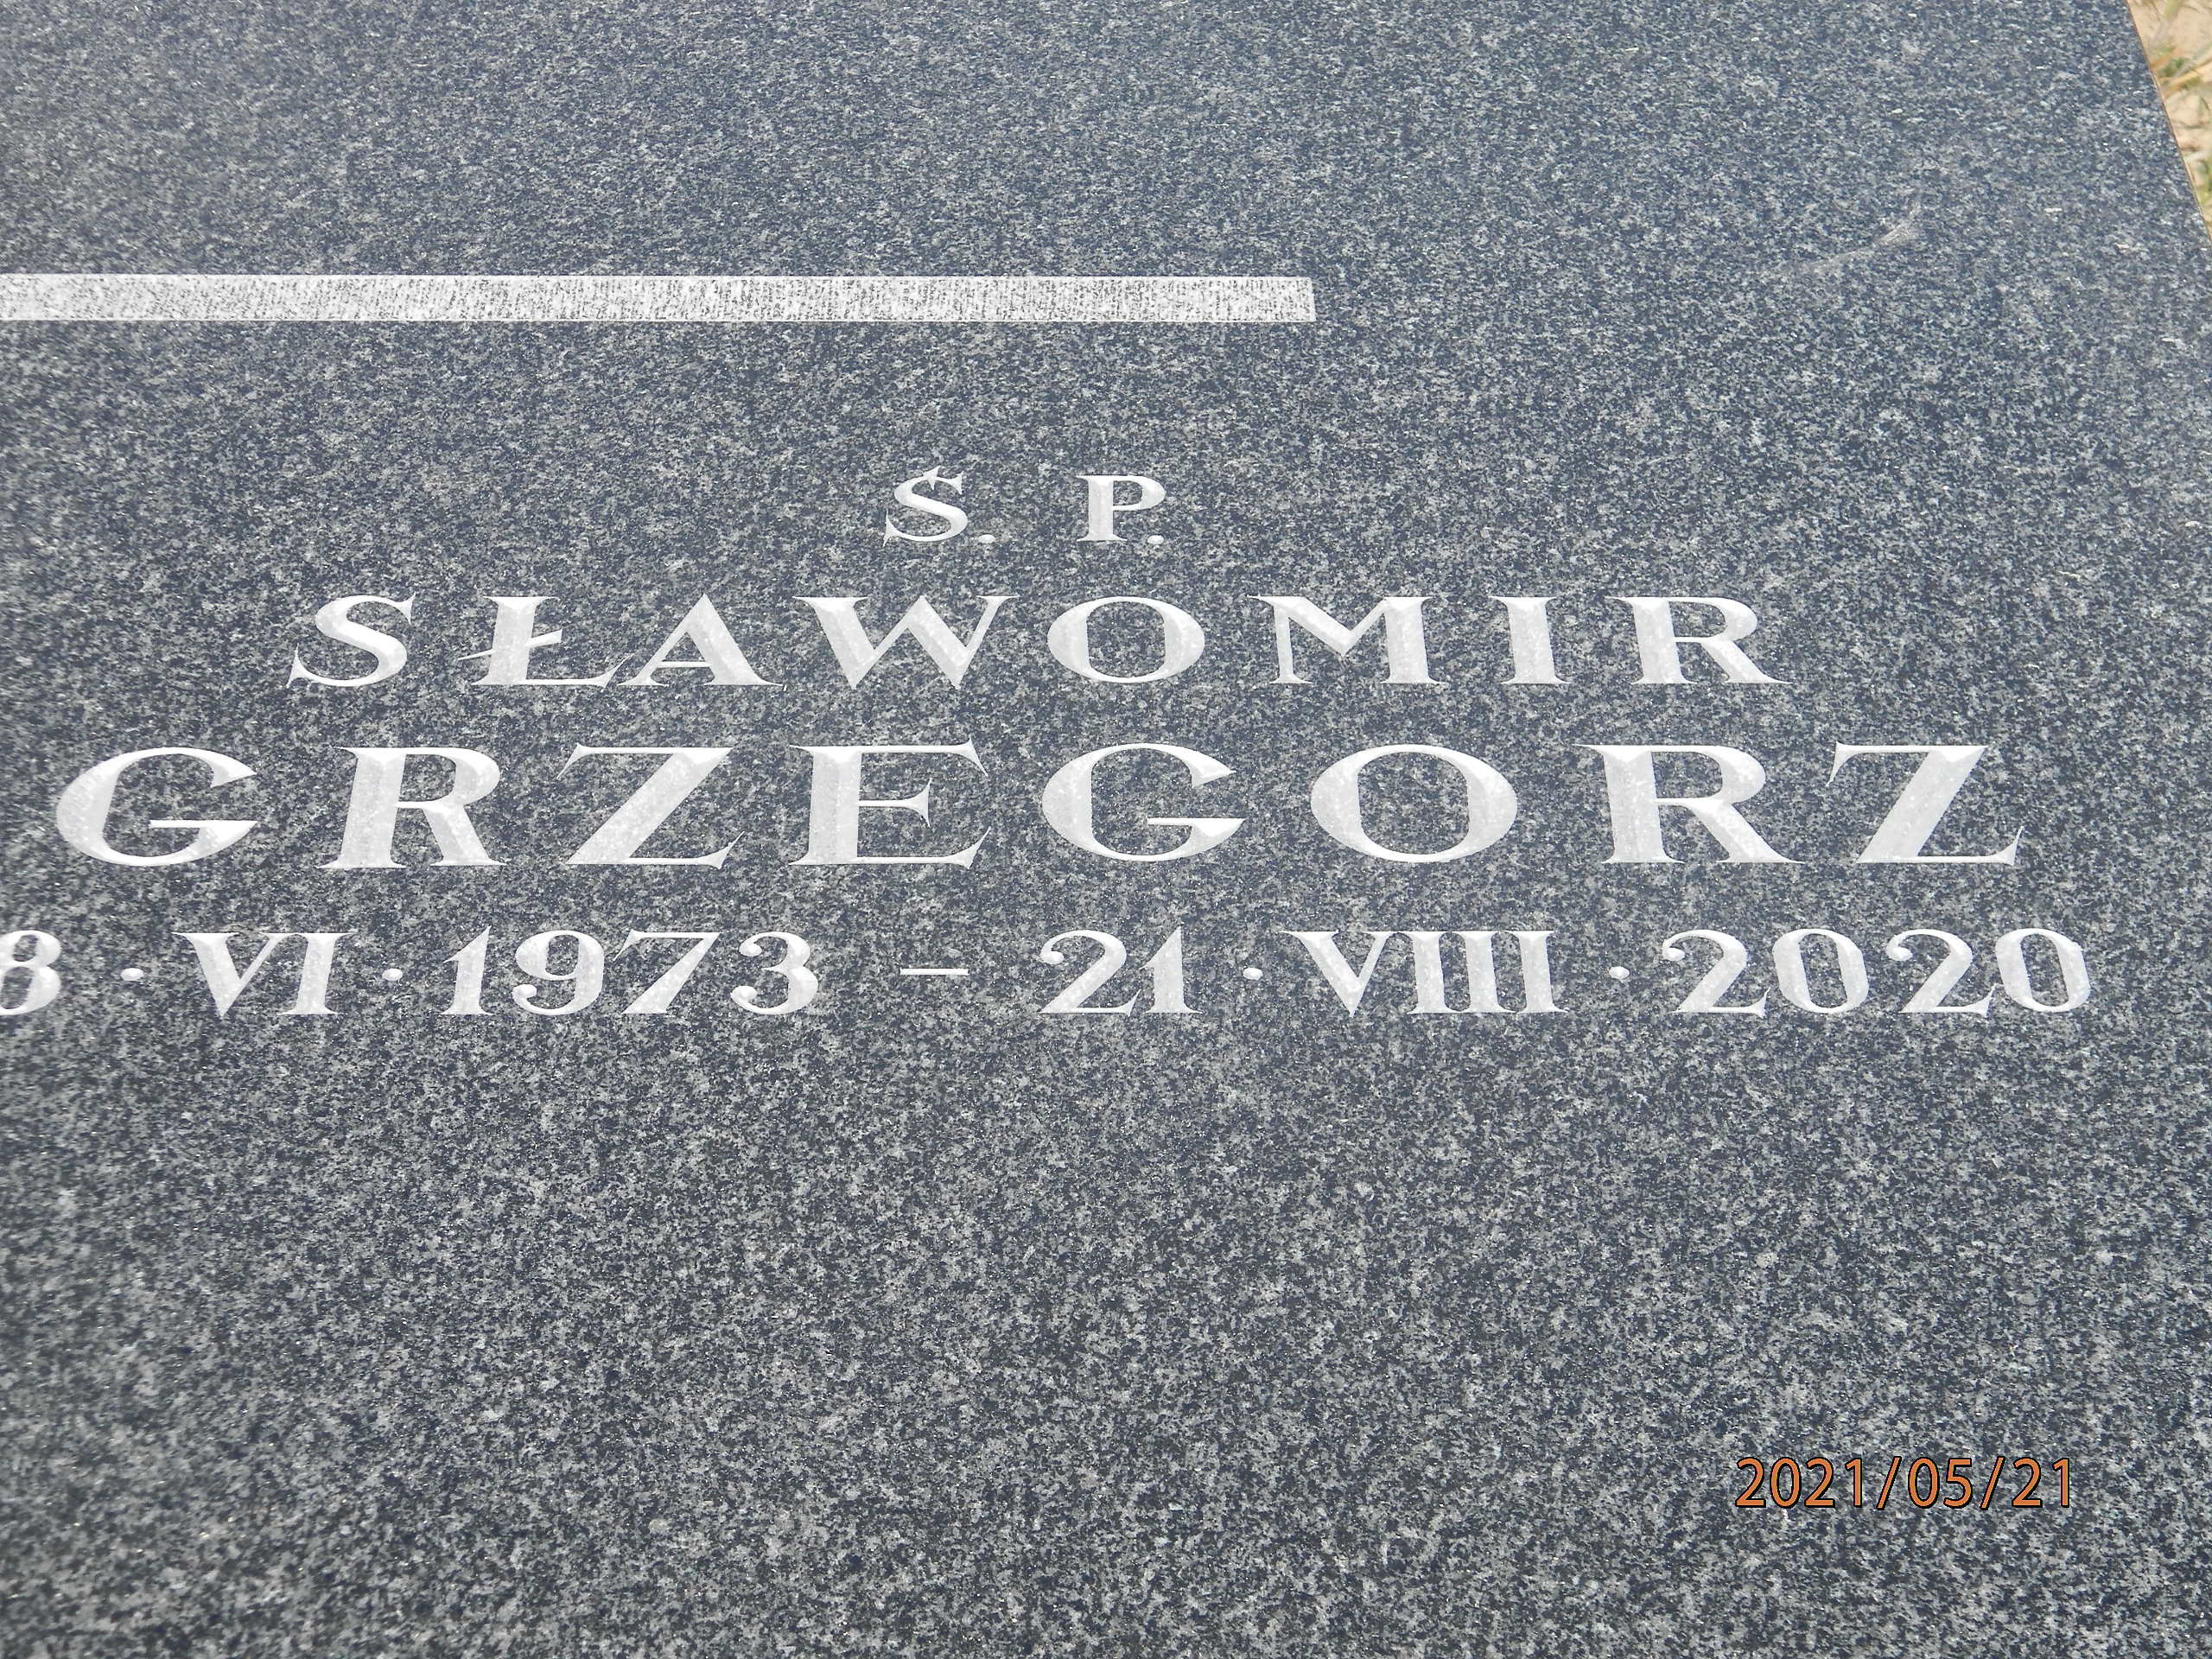 Ś. P.
SŁAWOMIR
GRZEGORZ
8 · VI · 1973 – 21 · VIII · 2020
2021/05/21